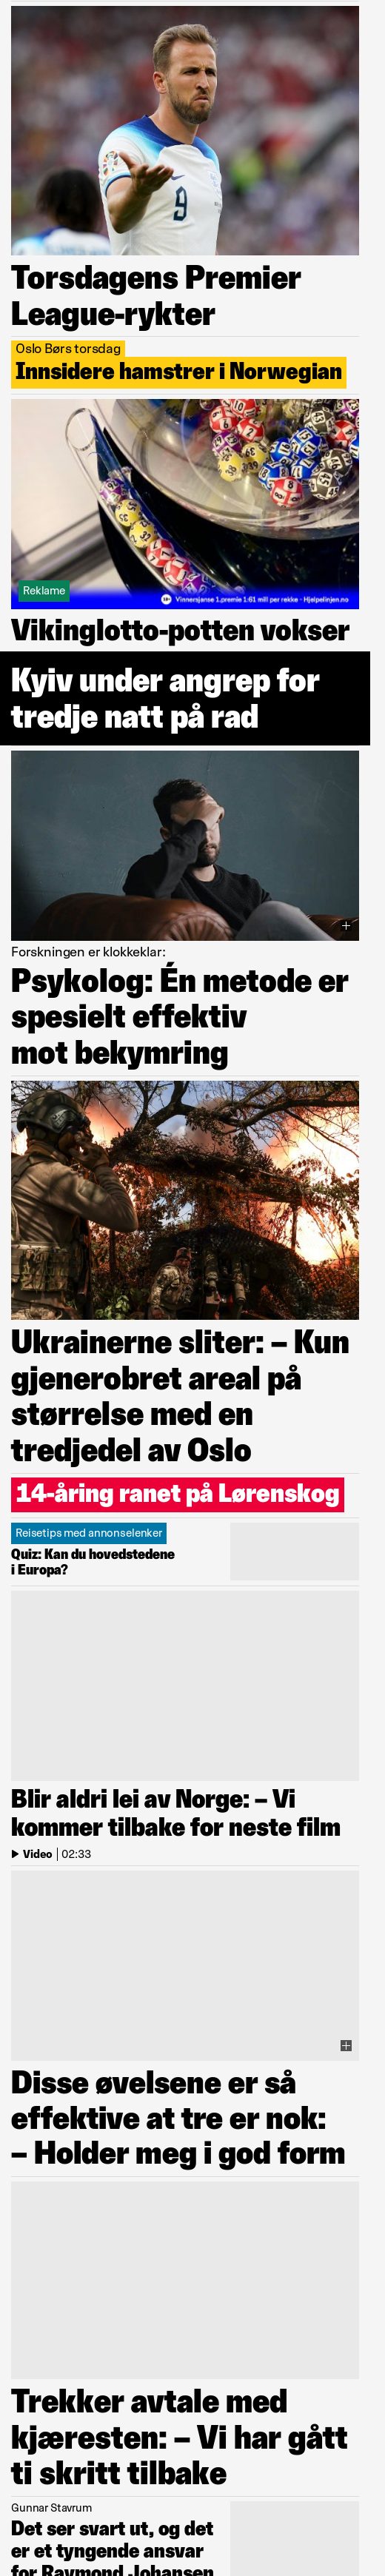 9
Torsdagens Premier
League-rykter
Oslo Børs torsdag
Innsidere hamstrer i Norwegian
Reklame
18+ Vinnersjanse 1.premie 1:61 mill per rekke - Hjelpelinjen.no
Vikinglotto-potten vokser
Kyiv under angrep for
tredje natt på rad
Forskningen er klokkeklar:
Psykolog: Én metode er
spesielt effektiv
mot bekymring
Ukrainerne sliter: – Kun
gjenerobret areal på
størrelse med en
tredjedel av Oslo
14-åring ranet på Lørenskog
Reisetips med annonselenker
Quiz: Kan du hovedstedene
i Europa?
Blir aldri lei av Norge: – Vi
kommer tilbake for neste film
Video | 02:33
Disse øvelsene er så
effektive at tre er nok:
– Holder meg i god form
Trekker avtale med
kjæresten: – Vi har gått
ti skritt tilbake
Gunnar Stavrum
Det ser svart ut, og det
er et tyngende ansvar
for Raymond Johansen